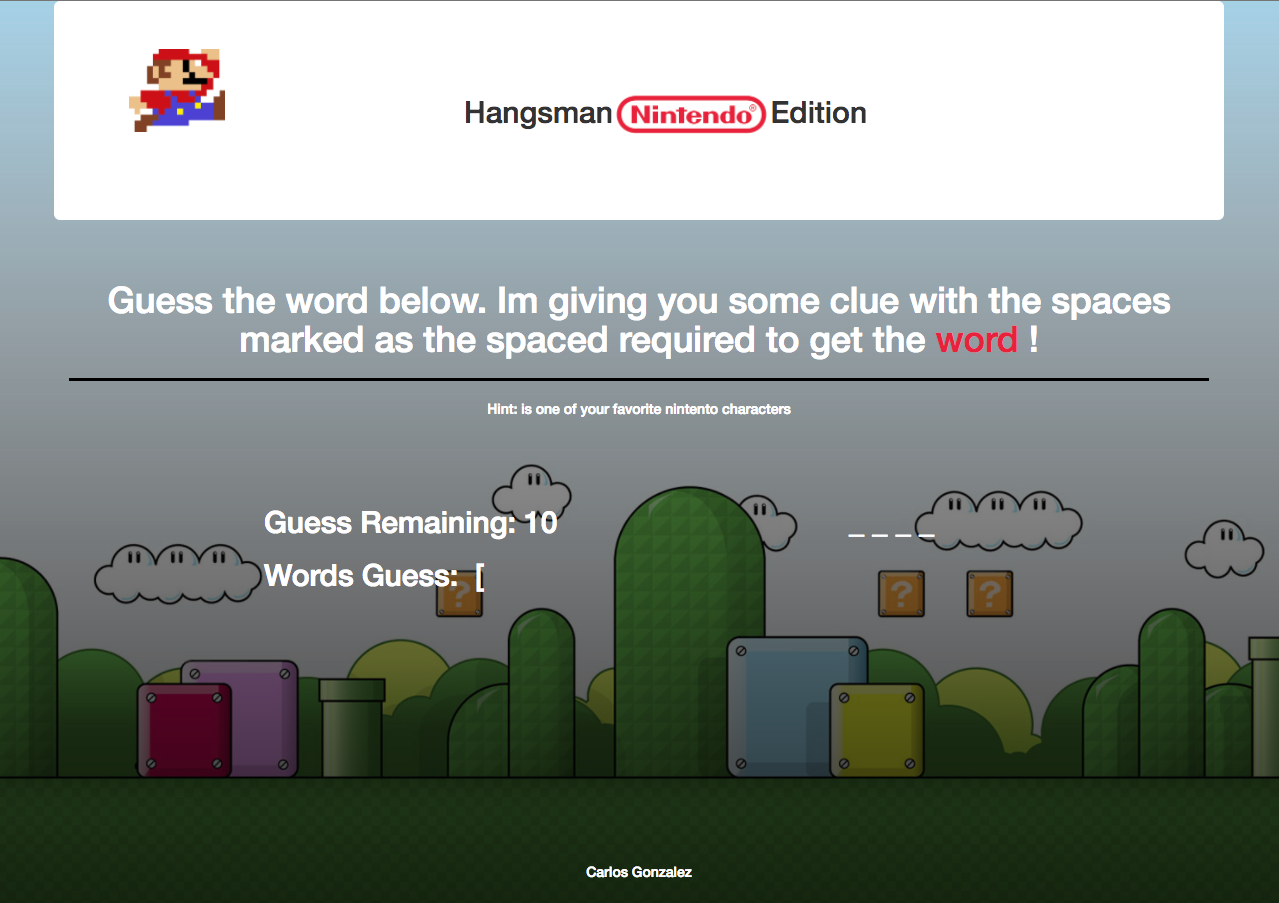 Hangsman Nintendo® Edition
Guess the word below. Im giving you some clue with the spaces
marked as the spaced required to get the word !
Hint: is one of your favorite nintento characters
Guess Remaining: 10
_ _ _ _
Words Guess: [
? ? ?
Carlos Gonzalez